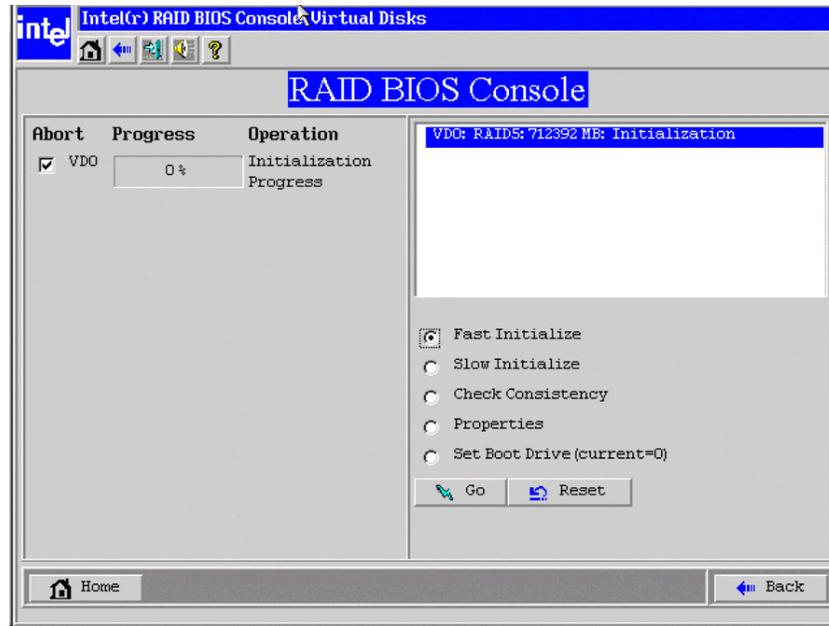 intel
Intel(r) RAID BIOS Console Virtual Disks
RAID BIOS Console
Abort Progress Operation
VD0 0% Initialization
Progress
VD0: RAID5: 712392 MB: Initialization
Fast Initialize
Slow Initialize
Check Consistency
Properties
Set Boot Drive (current=0)
Go Reset
Home Back